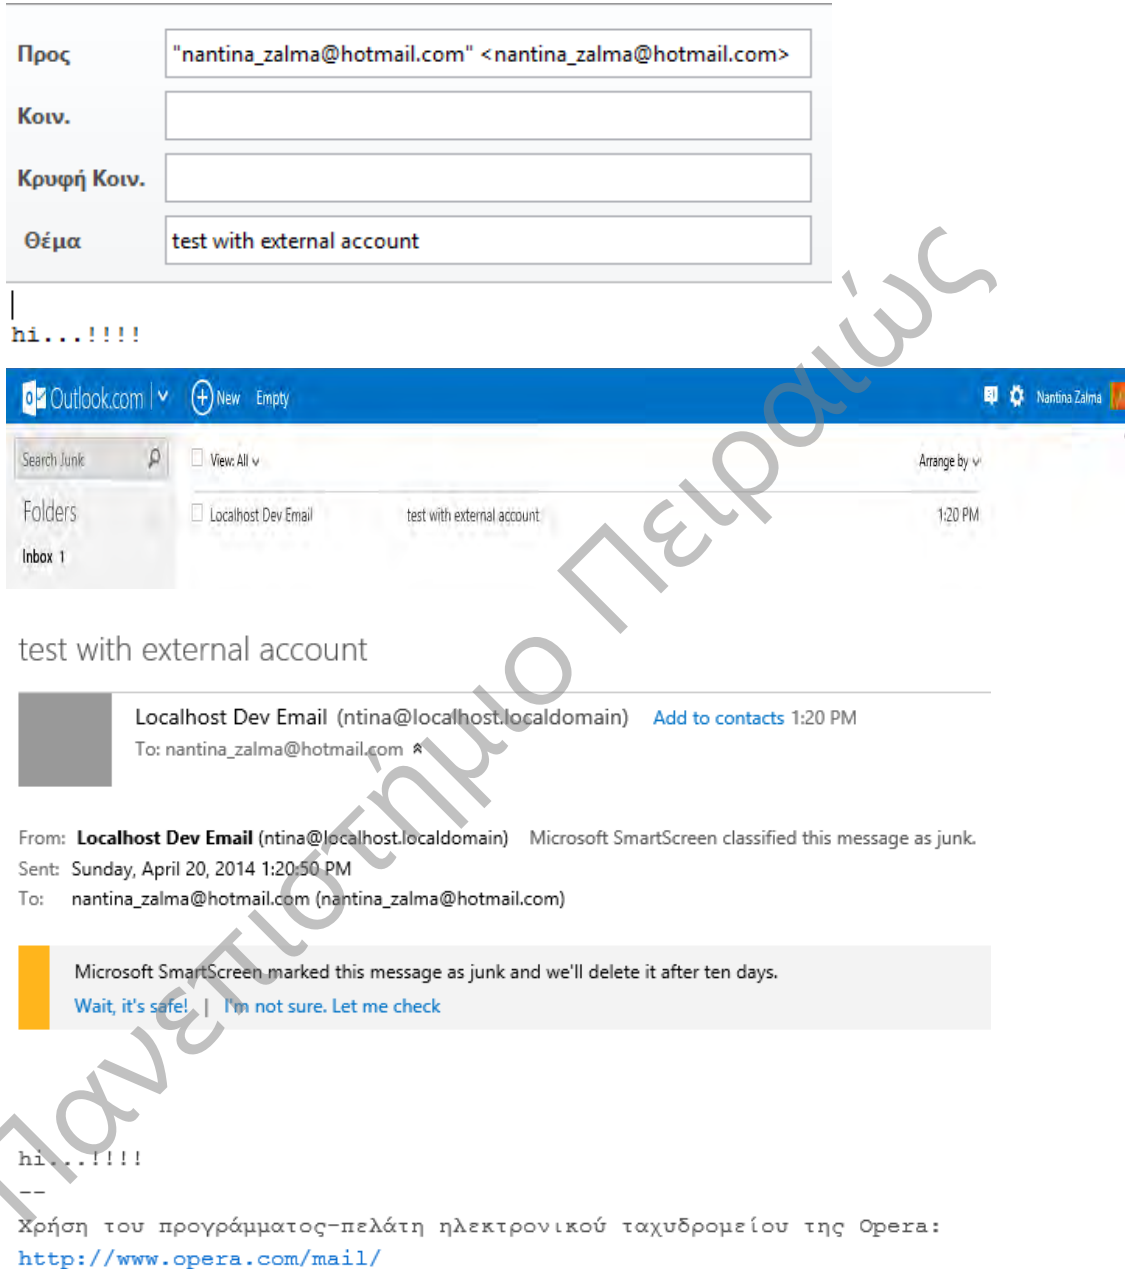 Προς "nantina_zalma@hotmail.com" <nantina_zalma@hotmail.com>
Κοιν.
Κρυφή Κοιν.
Θέμα test with external account
hi...!!!!
Outlook.com New Empty Nantina Zalma
Search Junk View: All Arrange by
Folders Localhost Dev Email test with external account 1:20 PM
Inbox 1
test with external account
Localhost Dev Email (ntina@localhost.localdomain) Add to contacts 1:20 PM
To: nantina_zalma@hotmail.com
From: Localhost Dev Email (ntina@localhost.localdomain) Microsoft SmartScreen classified this message as junk.
Sent: Sunday, April 20, 2014 1:20:50 PM
To: nantina_zalma@hotmail.com (nantina_zalma@hotmail.com)
Microsoft SmartScreen marked this message as junk and we'll delete it after ten days.
Wait, it's safe! | I'm not sure. Let me check
hi...!!!!
--
Χρήση του προγράμματος-πελάτη ηλεκτρονικού ταχυδρομείου της Opera:
http://www.opera.com/mail/
Πανεπιστήμιο Πειραιώς